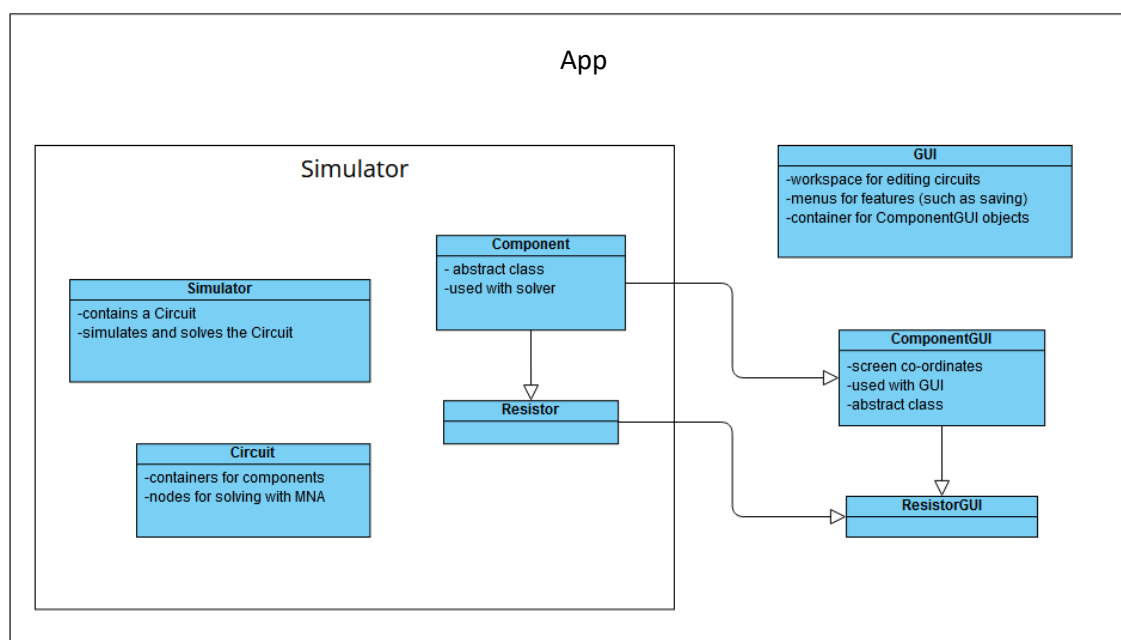 App
Simulator
GUI
-workspace for editing circuits
-menus for features (such as saving)
-container for ComponentGUI objects
Component
- abstract class
-used with solver
Simulator
-contains a Circuit
-simulates and solves the Circuit
ComponentGUI
-screen co-ordinates
-used with GUI
-abstract class
Resistor
Circuit
-containers for components
-nodes for solving with MNA
ResistorGUI